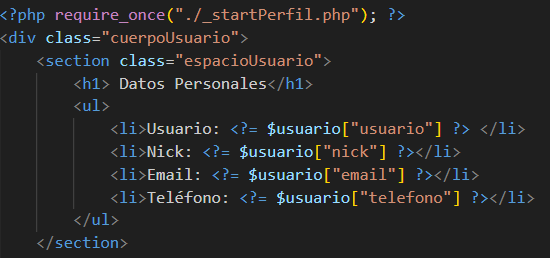 <?php require_once("./_startPerfil.php"); ?>
<div class="cuerpoUsuario">
    <section class="espacioUsuario">
        <h1> Datos Personales</h1>
        <ul>
            <li>Usuario: <?= $usuario["usuario"] ?> </li>
            <li>Nick: <?= $usuario["nick"] ?></li>
            <li>Email: <?= $usuario["email"] ?></li>
            <li>Teléfono: <?= $usuario["telefono"] ?></li>
        </ul>
    </section>